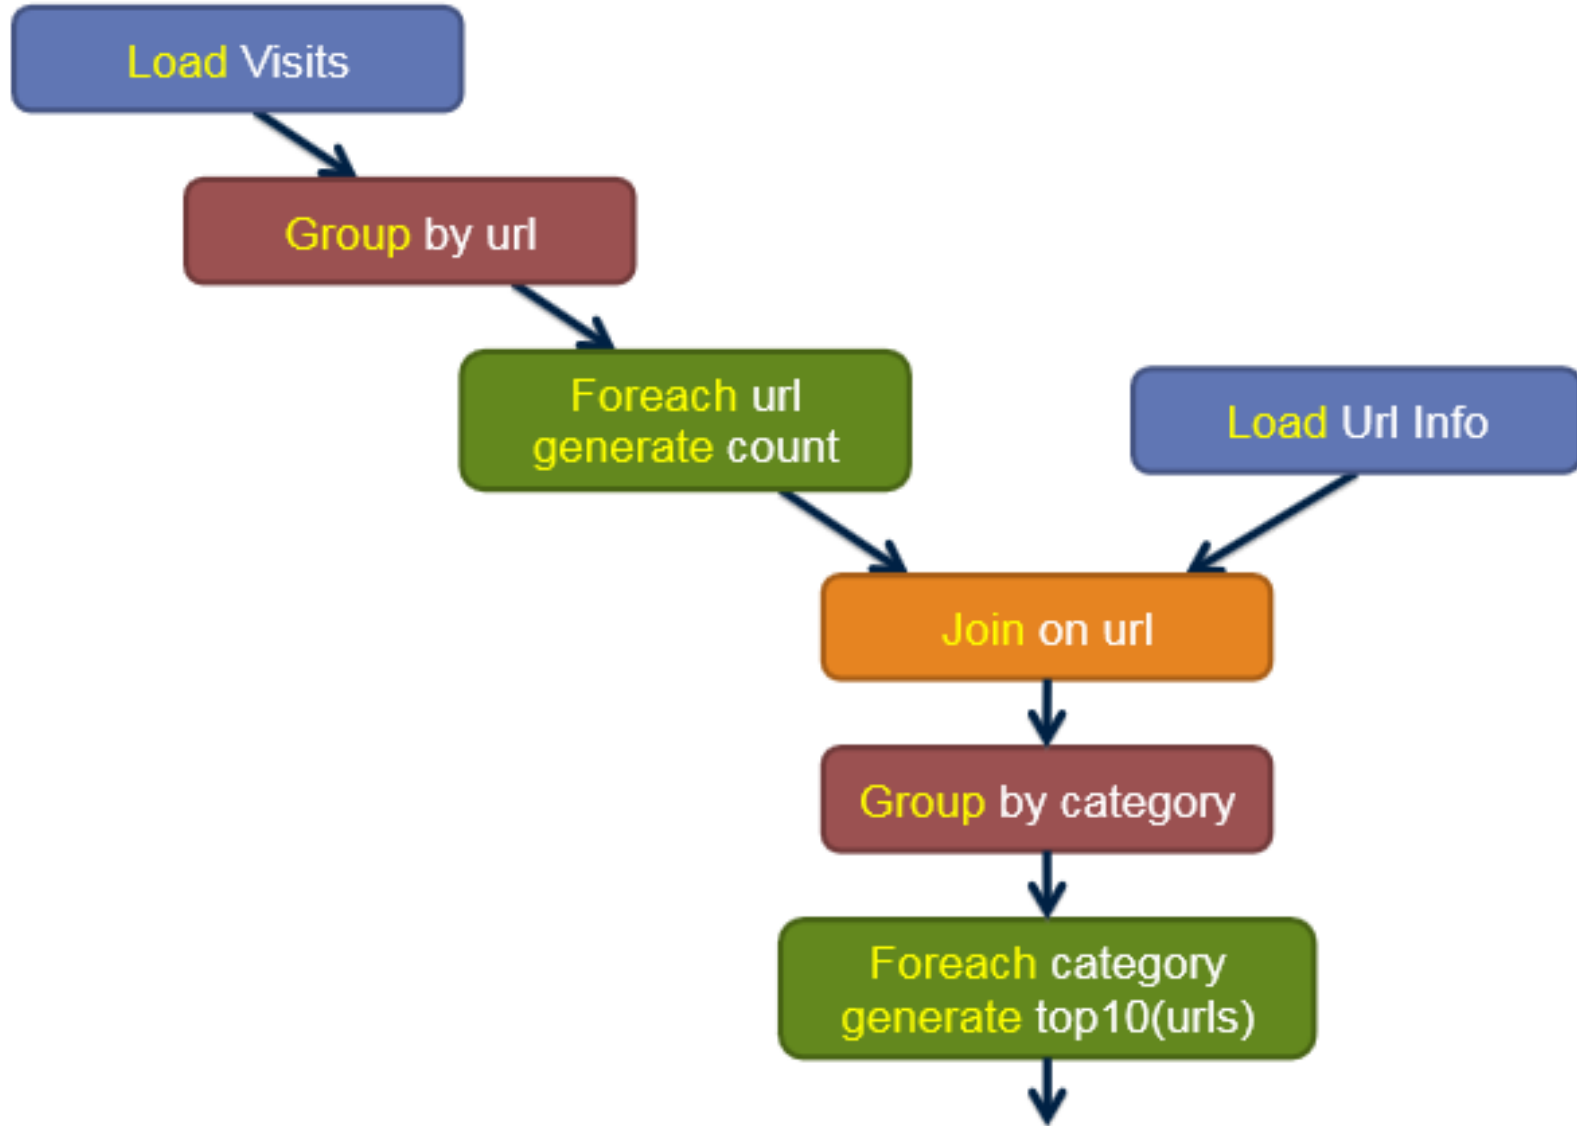 Load Visits
Group by url
Foreach url
generate count
Load Url Info
Join on url
Group by category
Foreach category
generate top10(urls)